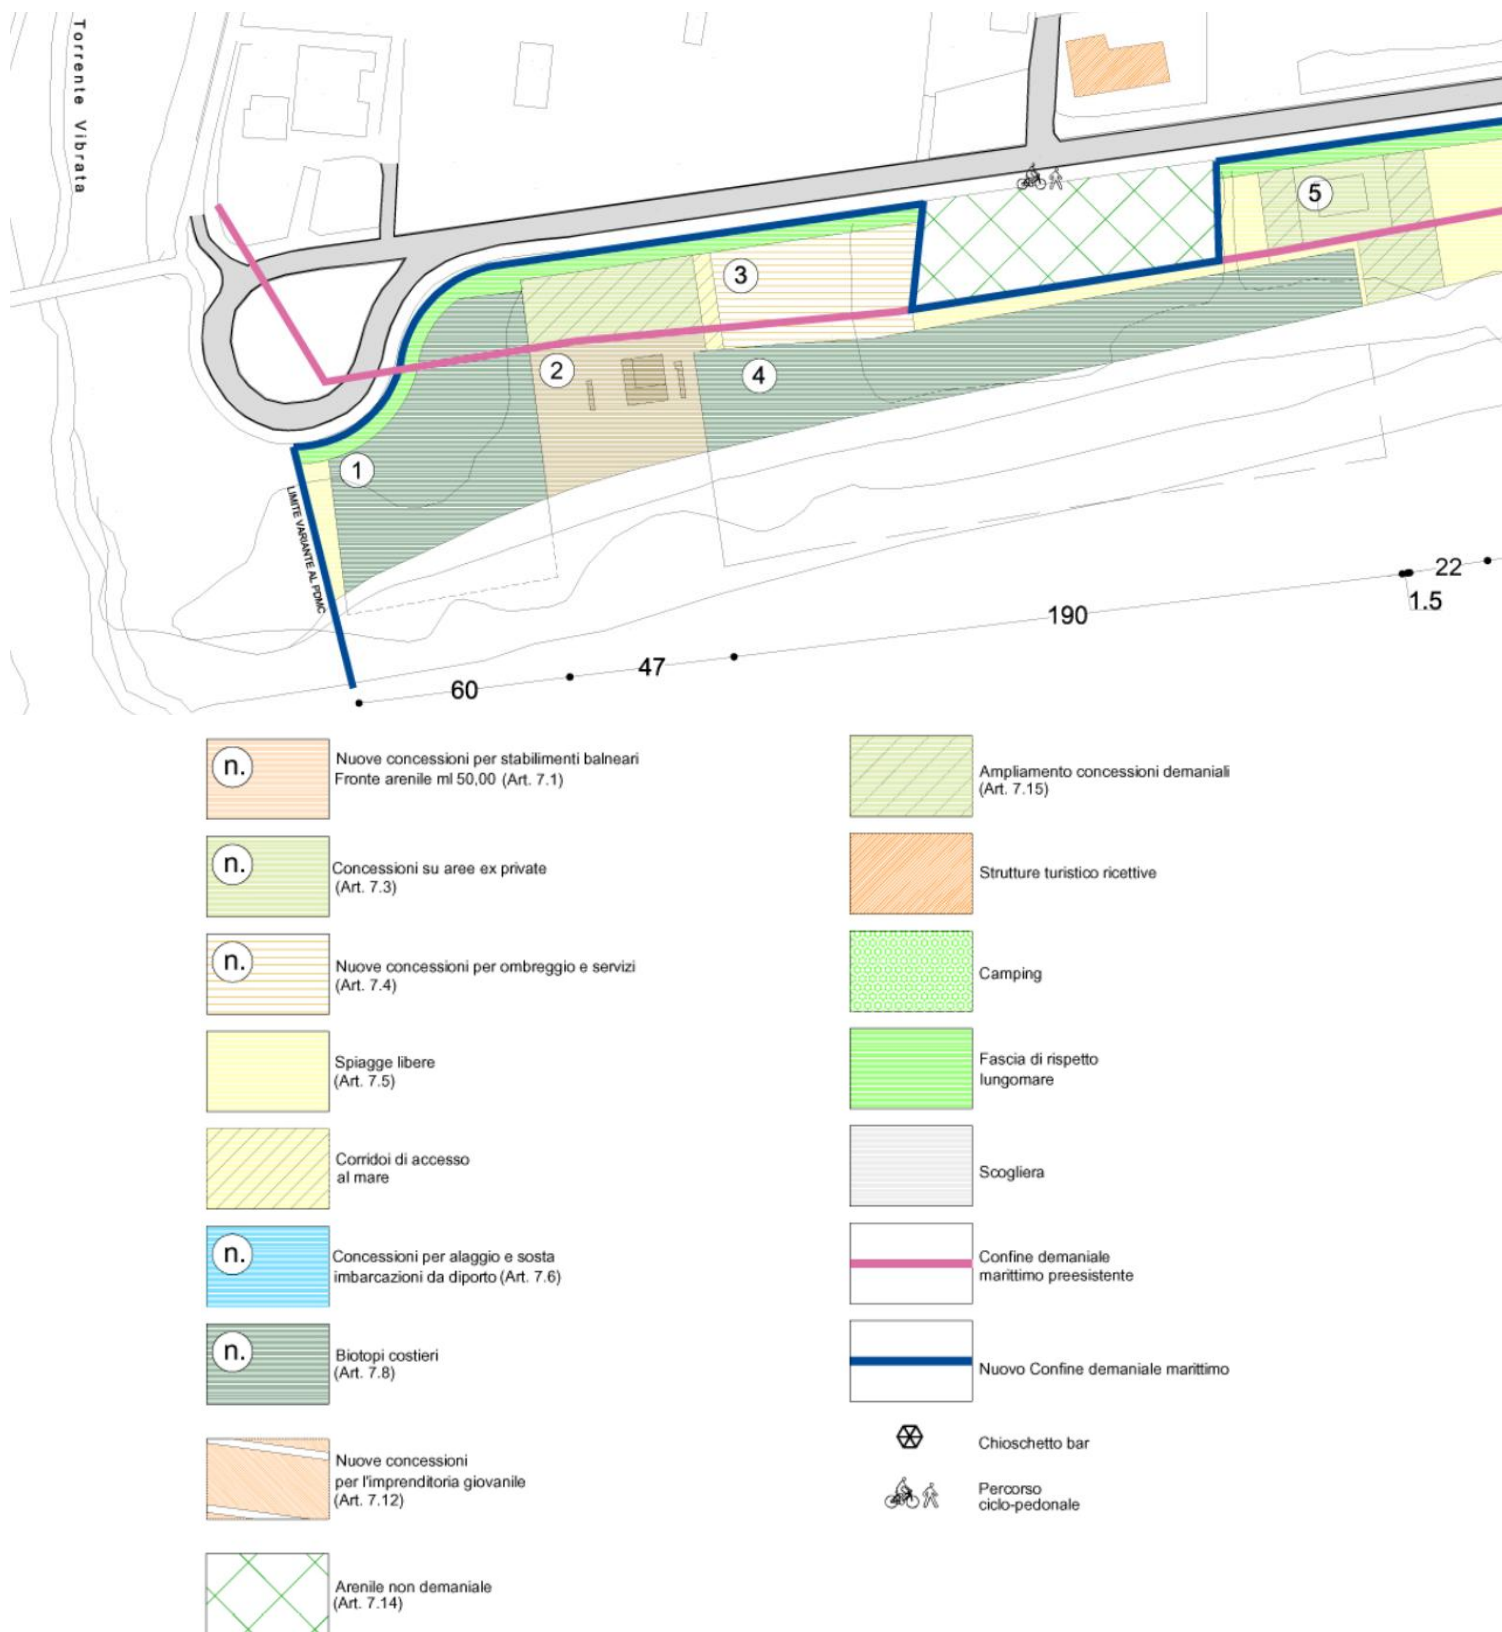 Torrente Vibrata
5
3
2
4
1
LIMITE VARIANTE AL PDMC
22
1.5
190
47
60
n.
Nuove concessioni per stabilimenti balneari
Fronte arenile ml 50,00 (Art. 7.1)
n.
Concessioni su aree ex private
(Art. 7.3)
n.
Nuove concessioni per ombreggio e servizi
(Art. 7.4)
Spiagge libere
(Art. 7.5)
Corridoi di accesso
al mare
n.
Concessioni per alaggio e sosta
imbarcazioni da diporto (Art. 7.6)
n.
Biotopi costieri
(Art. 7.8)
Nuove concessioni
per l'imprenditoria giovanile
(Art. 7.12)
Arenile non demaniale
(Art. 7.14)
Ampliamento concessioni demaniali
(Art. 7.15)
Strutture turistico ricettive
Camping
Fascia di rispetto
lungomare
Scogliera
Confine demaniale
marittimo preesistente
Nuovo Confine demaniale marittimo
Chioschetto bar
Percorso
ciclo-pedonale